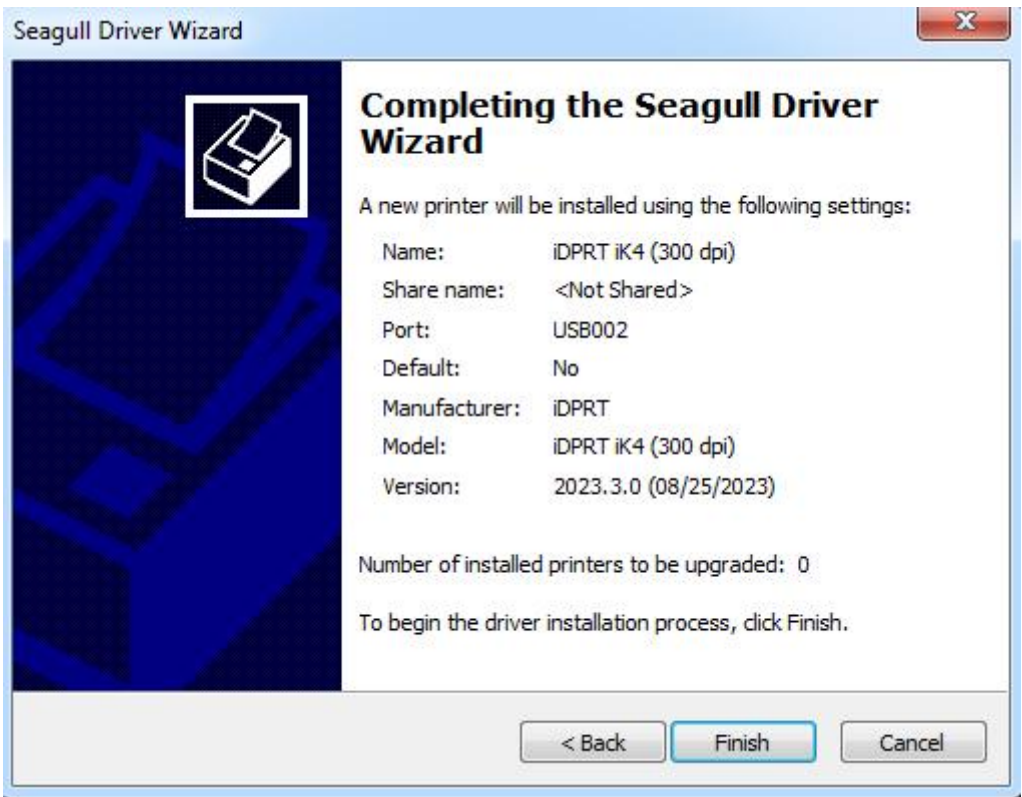 Seagull Driver Wizard
Completing the Seagull Driver
Wizard
A new printer will be installed using the following settings:
Name: iDPRT iK4 (300 dpi)
Share name: <Not Shared>
Port: USB002
Default: No
Manufacturer: iDPRT
Model: iDPRT iK4 (300 dpi)
Version: 2023.3.0 (08/25/2023)
Number of installed printers to be upgraded: 0
To begin the driver installation process, click Finish.
< Back Finish Cancel